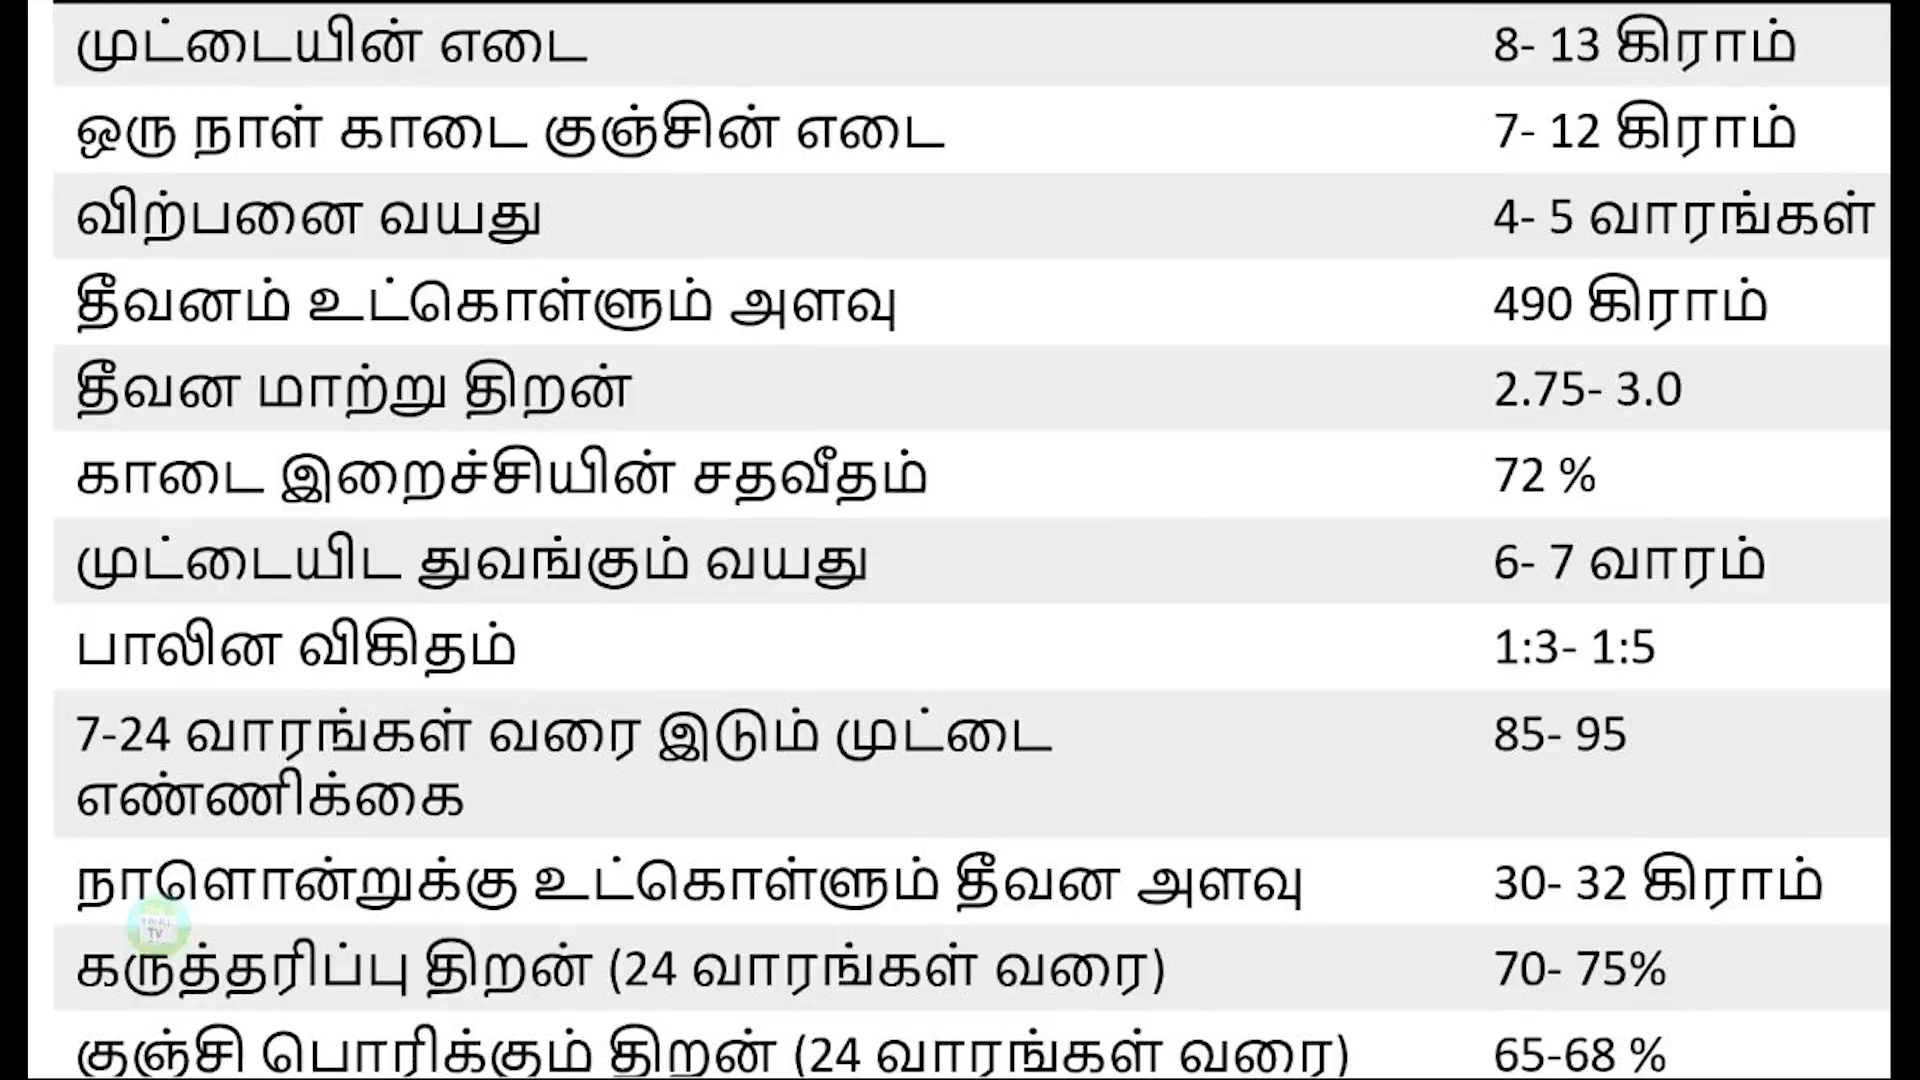 முட்டையின் எடை 8- 13 கிராம்
ஒரு நாள் காடை குஞ்சின் எடை 7- 12 கிராம்
விற்பனை வயது 4- 5 வாரங்கள்
தீவனம் உட்கொள்ளும் அளவு 490 கிராம்
தீவன மாற்று திறன் 2.75- 3.0
காடை இறைச்சியின் சதவீதம் 72 %
முட்டையிட துவங்கும் வயது 6- 7 வாரம்
பாலின விகிதம் 1:3- 1:5
7-24 வாரங்கள் வரை இடும் முட்டை 85- 95
எண்ணிக்கை
நாளொன்றுக்கு உட்கொள்ளும் தீவன அளவு 30- 32 கிராம்
TV
கருத்தரிப்பு திறன் (24 வாரங்கள் வரை) 70- 75%
குஞ்சி பொரிக்கும் திறன் (24 வாரங்கள் வரை) 65-68 %